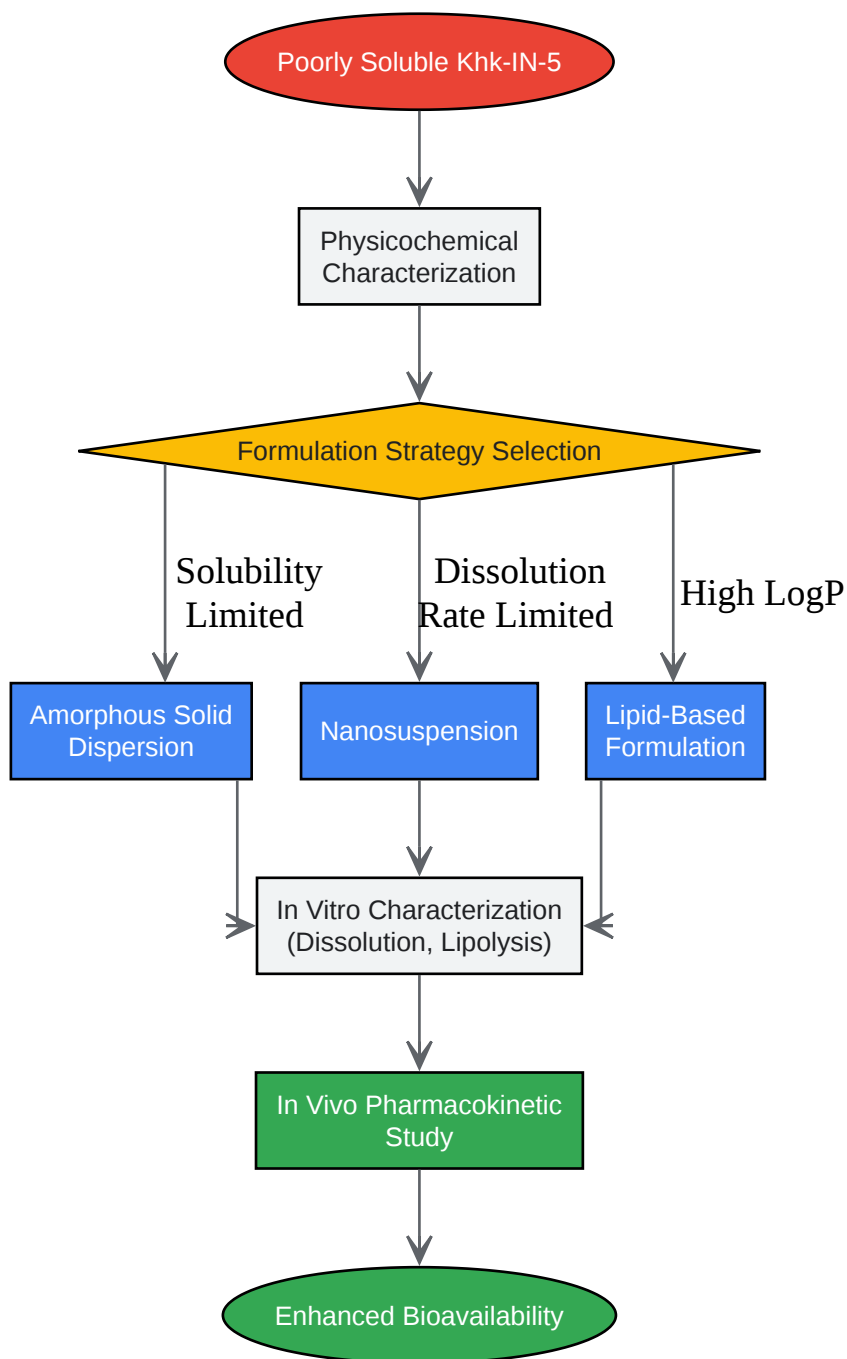 Poorly Soluble Khk-IN-5
Physicochemical
Characterization
Formulation Strategy Selection
Solubility
Limited
Dissolution
Rate Limited
High LogP
Amorphous Solid
Dispersion
Nanosuspension
Lipid-Based
Formulation
In Vitro Characterization
(Dissolution, Lipolysis)
In Vivo Pharmacokinetic
Study
Enhanced Bioavailability